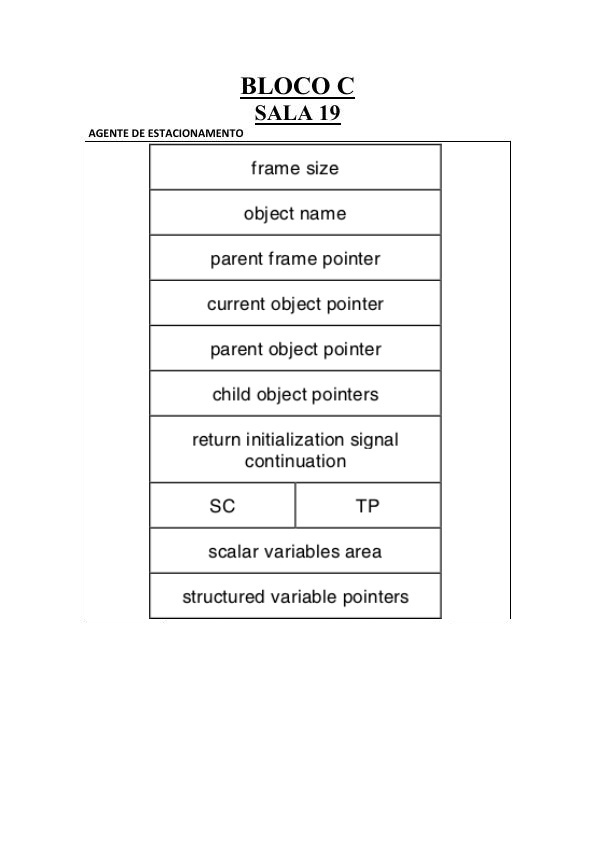 BLOCO C
SALA 19
AGENTE DE ESTACIONAMENTO
frame size
object name
parent frame pointer
current object pointer
parent object pointer
child object pointers
return initialization signal
continuation
SC TP
scalar variables area
structured variable pointers